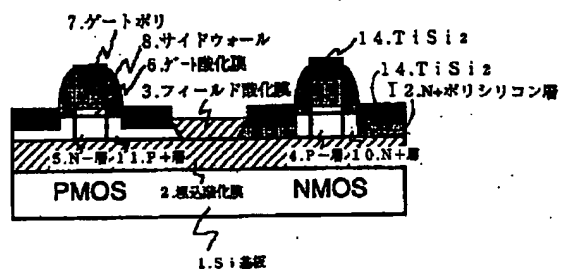 7.ゲートポリ
8.サイドウォール
6.ゲート酸化膜
3.フィールド酸化膜
14.TiSi2
14.TiSi2
12.N+ポリシリコン層
5.N-層 11.P+層
4.P-層 10.N+層
PMOS
2.埋込酸化膜
NMOS
1.Si基板